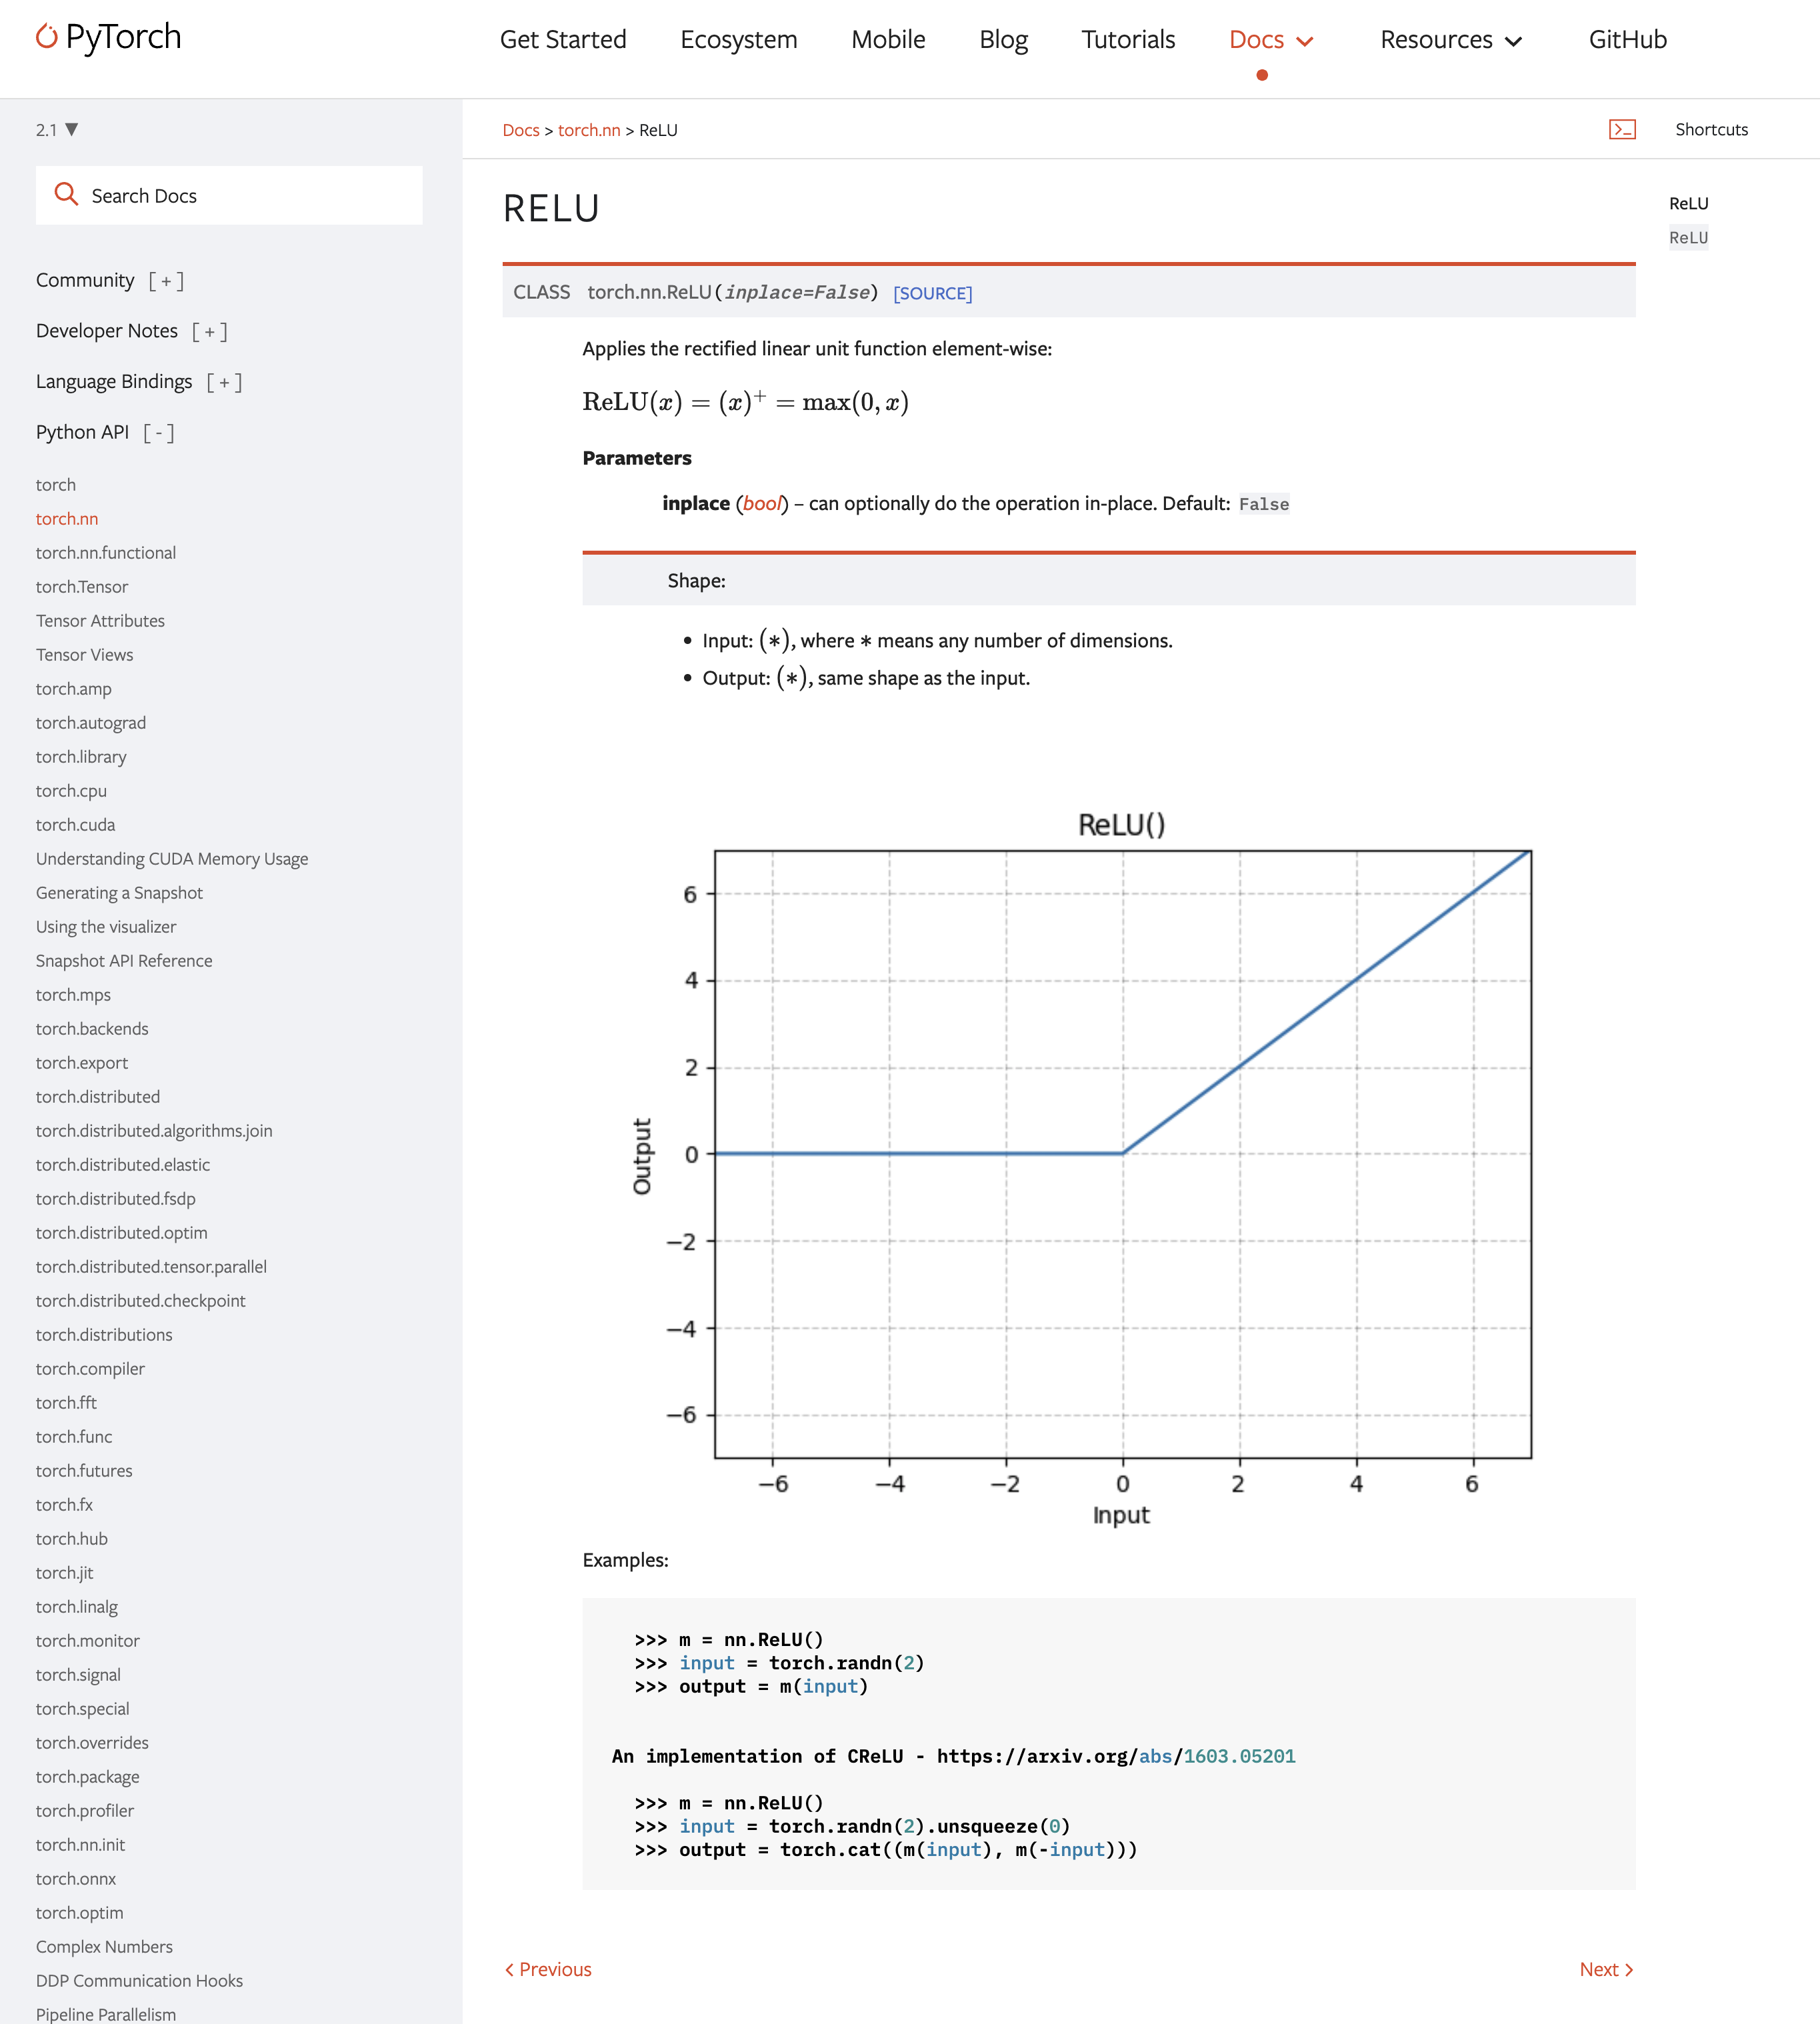 PyTorch
Get Started
Ecosystem
Mobile
Blog
Tutorials
Docs
Resources
GitHub
2.1 ▼
Search Docs
Community [ + ]
Developer Notes [ + ]
Language Bindings [ + ]
Python API [ - ]
torch
torch.nn
torch.nn.functional
torch.Tensor
Tensor Attributes
Tensor Views
torch.amp
torch.autograd
torch.library
torch.cpu
torch.cuda
Understanding CUDA Memory Usage
Generating a Snapshot
Using the visualizer
Snapshot API Reference
torch.mps
torch.backends
torch.export
torch.distributed
torch.distributed.algorithms.join
torch.distributed.elastic
torch.distributed.fsdp
torch.distributed.optim
torch.distributed.tensor.parallel
torch.distributed.checkpoint
torch.distributions
torch.compiler
torch.fft
torch.func
torch.futures
torch.fx
torch.hub
torch.jit
torch.linalg
torch.monitor
torch.signal
torch.special
torch.overrides
torch.package
torch.profiler
torch.nn.init
torch.onnx
torch.optim
Complex Numbers
DDP Communication Hooks
Pipeline Parallelism
Docs > torch.nn > ReLU
Shortcuts
RELU
CLASS torch.nn.ReLU(inplace=False) [SOURCE]
Applies the rectified linear unit function element-wise:
ReLU(x) = (x)⁺ = max(0, x)
Parameters
inplace (bool) – can optionally do the operation in-place. Default: False
Shape:
• Input: (∗), where ∗ means any number of dimensions.
• Output: (∗), same shape as the input.
ReLU()
6
4
2
0
−2
−4
−6
Output
−6 −4 −2 0 2 4 6
Input
Examples:
>>> m = nn.ReLU()
>>> input = torch.randn(2)
>>> output = m(input)
An implementation of CReLU - https://arxiv.org/abs/1603.05201
>>> m = nn.ReLU()
>>> input = torch.randn(2).unsqueeze(0)
>>> output = torch.cat((m(input), m(-input)))
Previous
Next
ReLU
ReLU